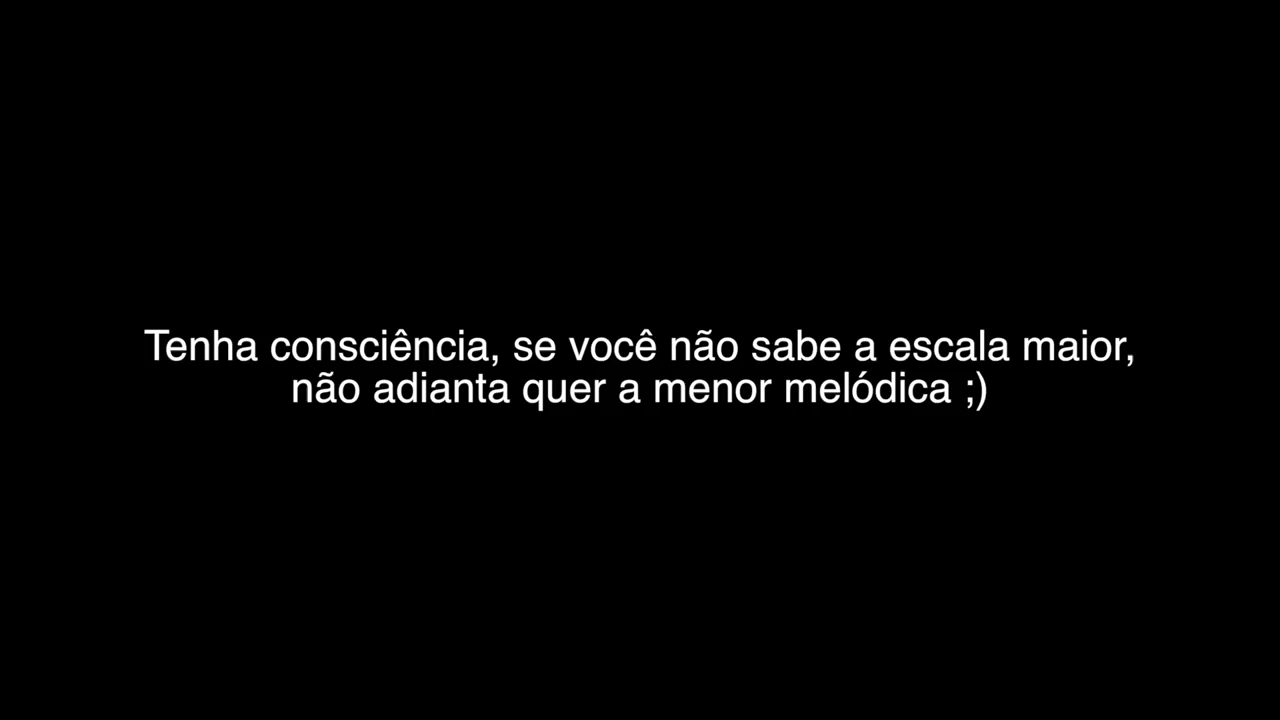 Tenha consciência, se você não sabe a escala maior,
não adianta quer a menor melódica ;)